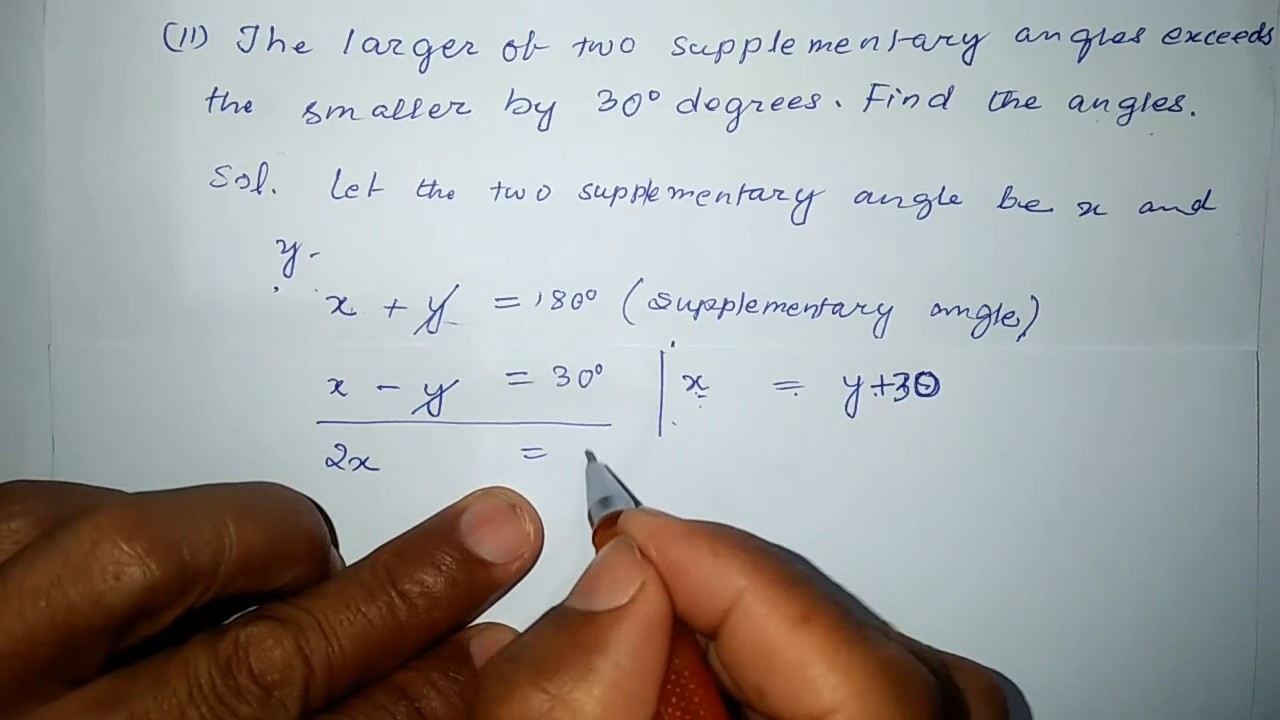 (11) The larger of two supplementary angles exceeds
the smaller by 30° degrees. Find the angles.
Sol. Let the two supplementary angle be x and
y.
x + y = 180° (supplementary angle)
x - y = 30° | x = y+30
2x =